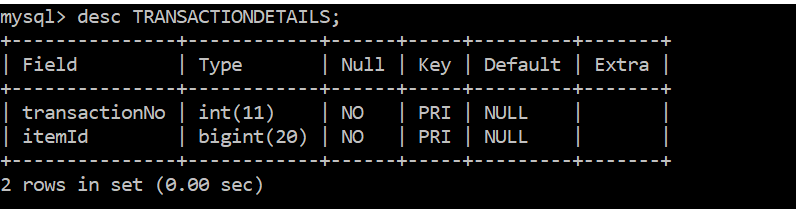 mysql> desc TRANSACTIONDETAILS;
+---------------+------------+------+-----+---------+-------+
| Field         | Type       | Null | Key | Default | Extra |
+---------------+------------+------+-----+---------+-------+
| transactionNo | int(11)    | NO   | PRI | NULL    |       |
| itemId        | bigint(20) | NO   | PRI | NULL    |       |
+---------------+------------+------+-----+---------+-------+
2 rows in set (0.00 sec)